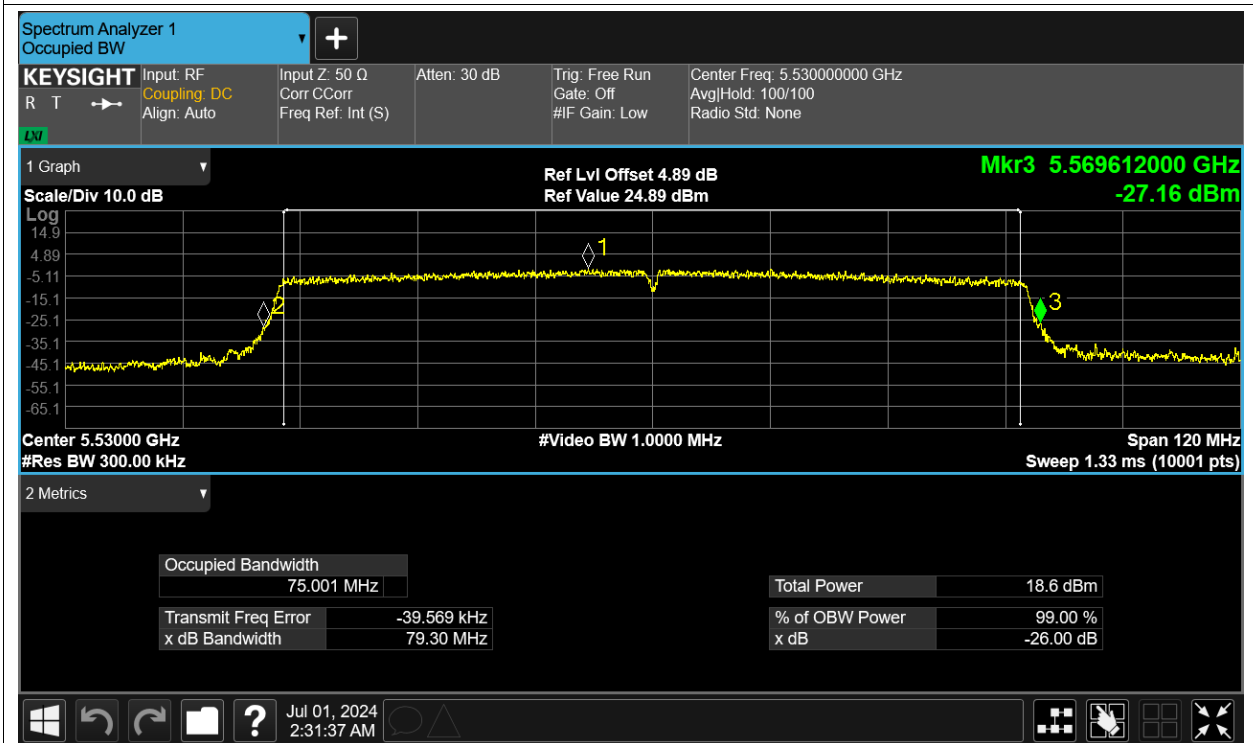 Spectrum Analyzer 1
Occupied BW
KEYSIGHT
R T
LXI
Input: RF
Coupling: DC
Align: Auto
Input Z: 50 Ω
Corr CCorr
Freq Ref: Int (S)
Atten: 30 dB
Trig: Free Run
Gate: Off
#IF Gain: Low
Center Freq: 5.530000000 GHz
Avg|Hold: 100/100
Radio Std: None
1 Graph
Scale/Div 10.0 dB
Ref Lvl Offset 4.89 dB
Ref Value 24.89 dBm
Mkr3 5.569612000 GHz
-27.16 dBm
Log
14.9
4.89
-5.11
-15.1
-25.1
-35.1
-45.1
-55.1
-65.1
1
2
3
Center 5.53000 GHz
#Res BW 300.00 kHz
#Video BW 1.0000 MHz
Span 120 MHz
Sweep 1.33 ms (10001 pts)
2 Metrics
Occupied Bandwidth
75.001 MHz
Transmit Freq Error -39.569 kHz
x dB Bandwidth 79.30 MHz
Total Power 18.6 dBm
% of OBW Power 99.00 %
x dB -26.00 dB
?
Jul 01, 2024
2:31:37 AM